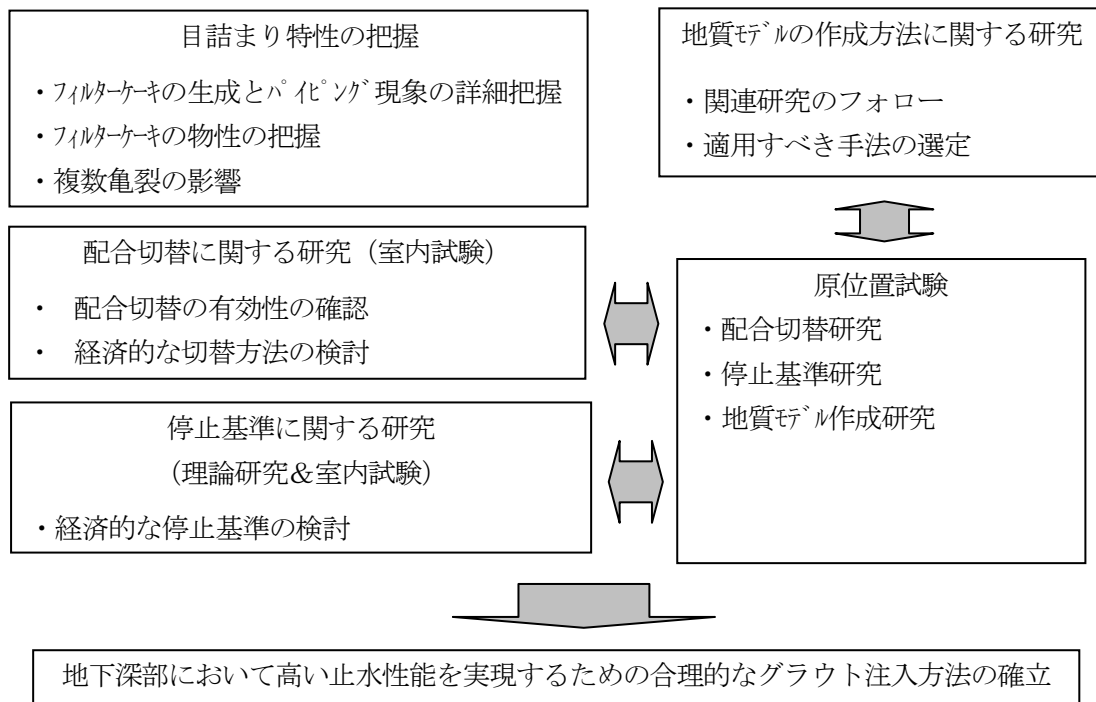 目詰まり特性の把握
・ﾌｨﾙﾀｰｹｰｷの生成とﾊﾟｲﾋﾟﾝｸﾞ現象の詳細把握
・ﾌｨﾙﾀｰｹｰｷの物性の把握
・複数亀裂の影響
地質ﾓﾃﾞﾙの作成方法に関する研究
・関連研究のフォロー
・適用すべき手法の選定
配合切替に関する研究（室内試験）
・ 配合切替の有効性の確認
・ 経済的な切替方法の検討
停止基準に関する研究
（理論研究＆室内試験）
・経済的な停止基準の検討
原位置試験
・配合切替研究
・停止基準研究
・地質ﾓﾃﾞﾙ作成研究
地下深部において高い止水性能を実現するための合理的なグラウト注入方法の確立